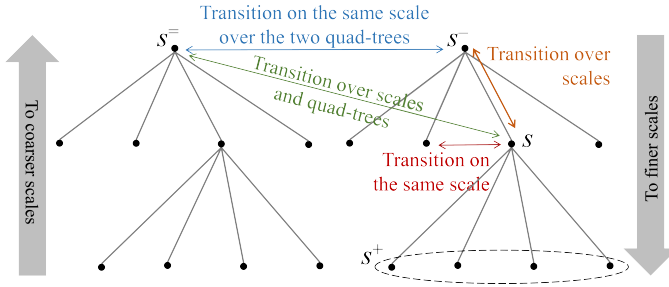 Transition on the same scale
over the two quad-trees
s=
s−
Transition over
scales
Transition over scales
and quad-trees
s
Transition on
the same scale
s+
To coarser scales
To finer scales